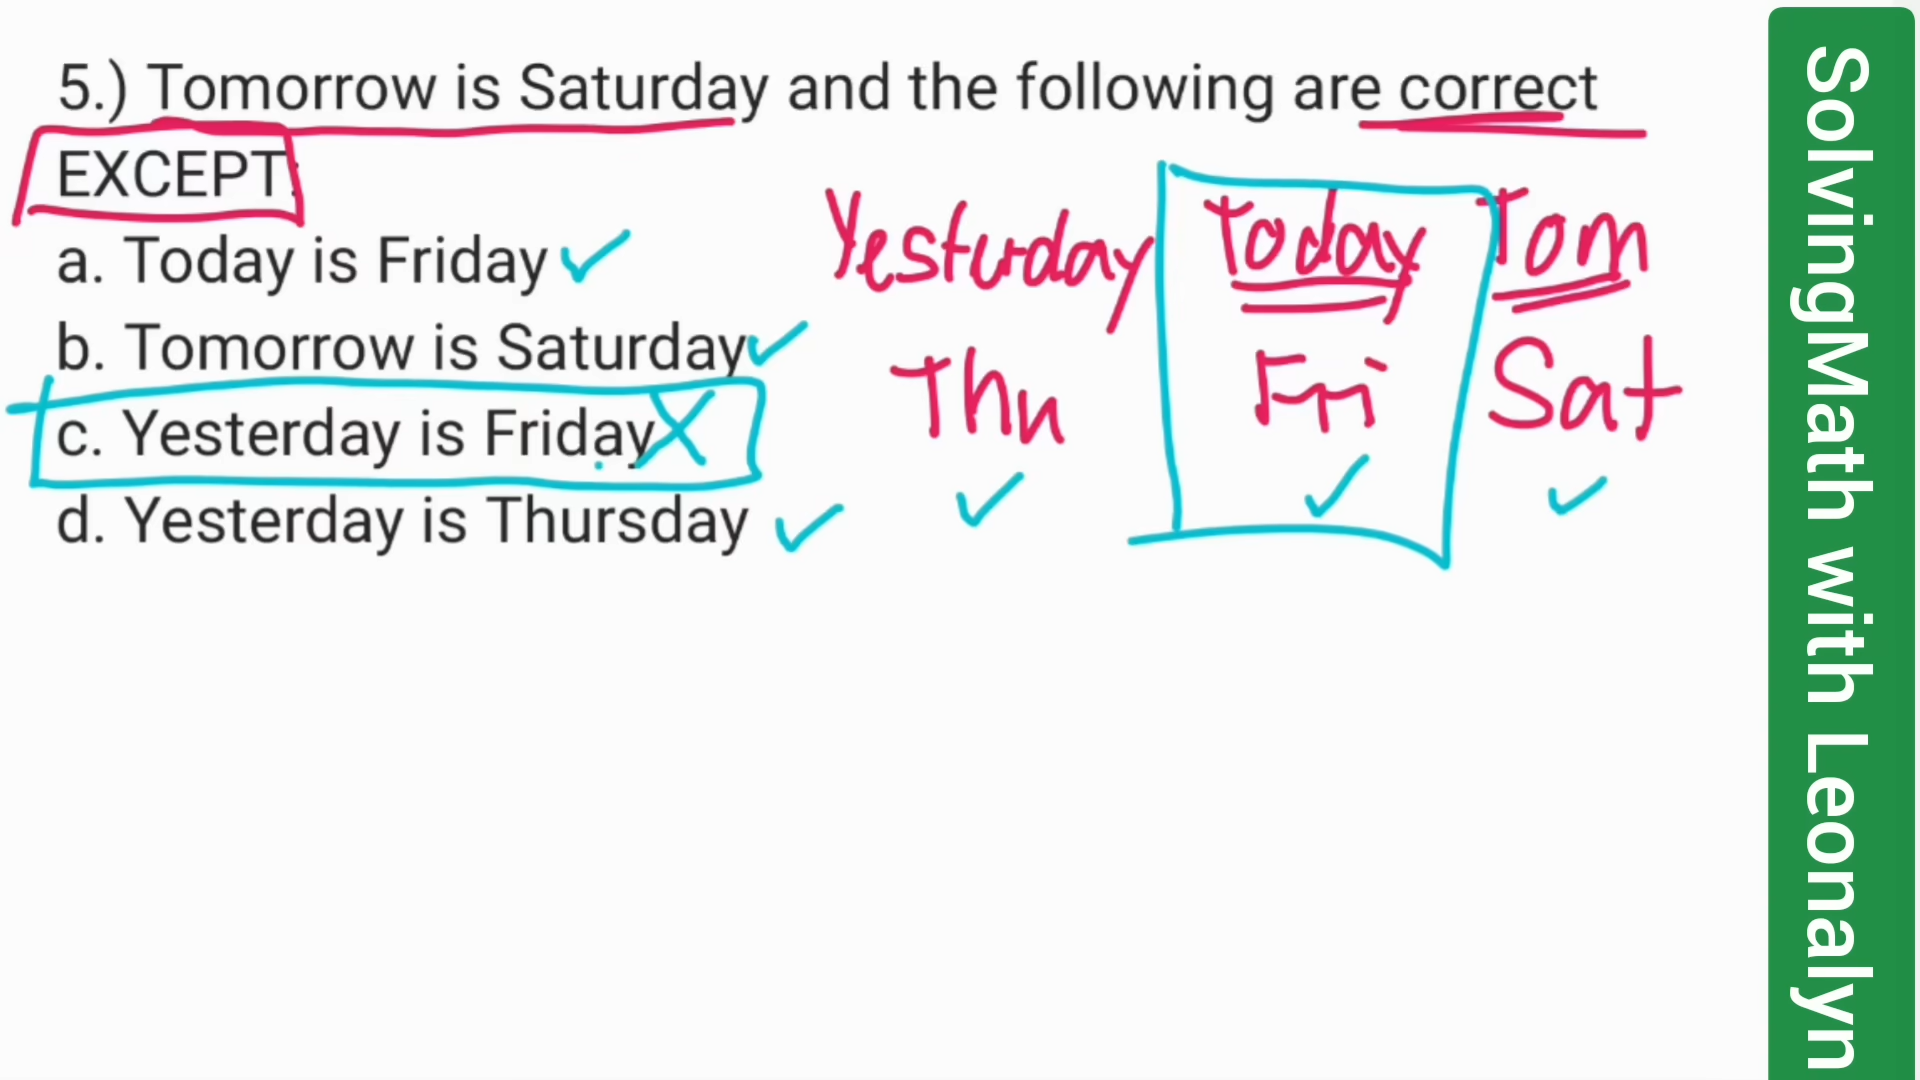 5.) Tomorrow is Saturday and the following are correct
EXCEPT:
a. Today is Friday
b. Tomorrow is Saturday
c. Yesterday is Friday
d. Yesterday is Thursday
Yesturday Today Tom
Thu Fri Sat
SolvingMath with Leonalyn